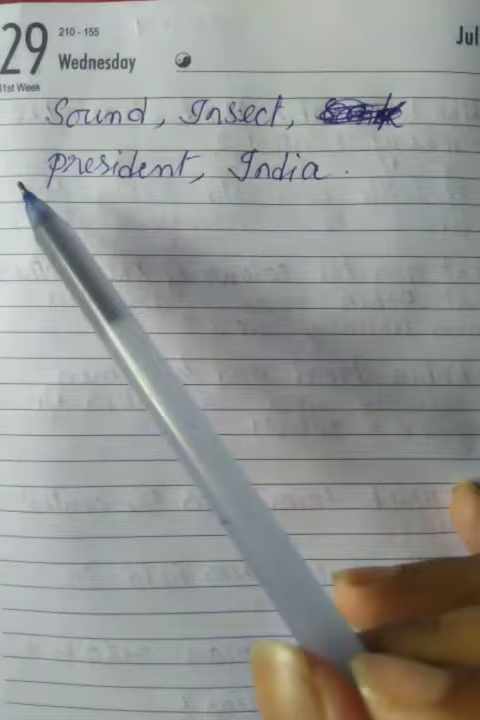 29
210 - 155
Wednesday
31st Week
Jul
Sound, Insect,
president, India.